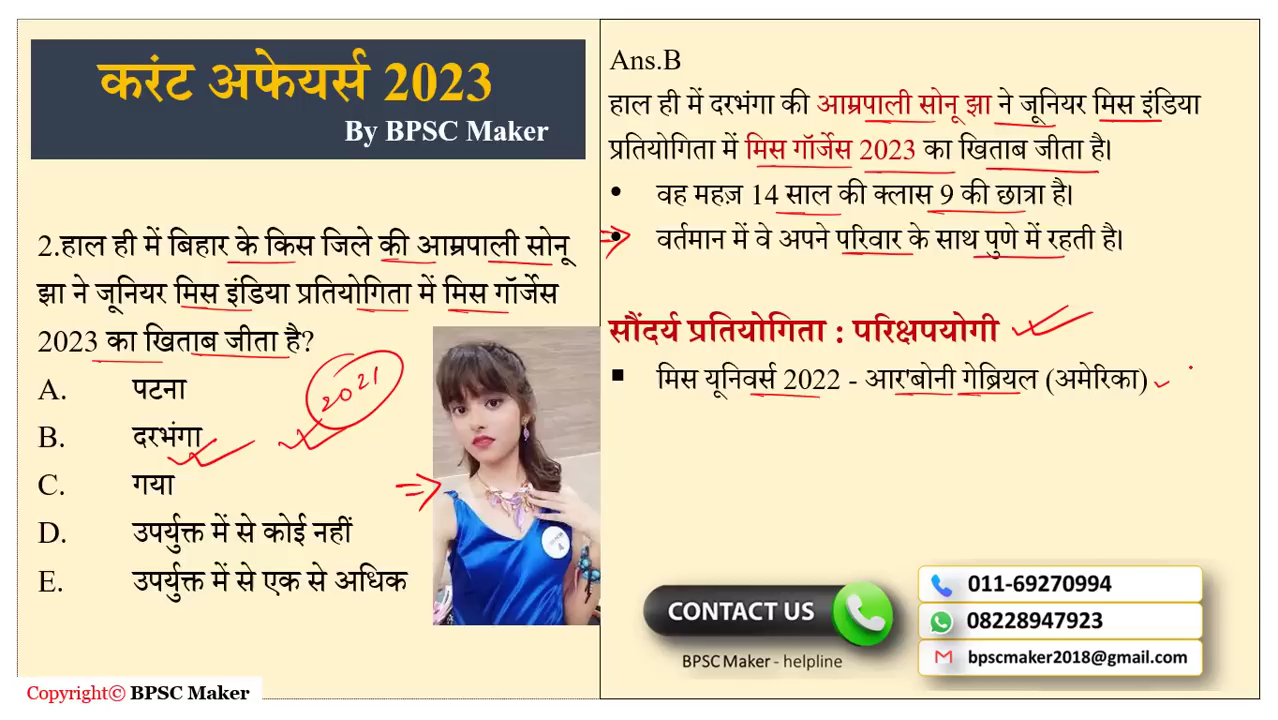 करंट अफेयर्स 2023
By BPSC Maker
2.हाल ही में बिहार के किस जिले की आम्रपाली सोनू
झा ने जूनियर मिस इंडिया प्रतियोगिता में मिस गॉर्जेस
2023 का खिताब जीता है?
A. पटना
B. दरभंगा
C. गया
D. उपर्युक्त में से कोई नहीं
E. उपर्युक्त में से एक से अधिक
2021
Copyright© BPSC Maker
Ans.B
हाल ही में दरभंगा की आम्रपाली सोनू झा ने जूनियर मिस इंडिया
प्रतियोगिता में मिस गॉर्जेस 2023 का खिताब जीता है।
• वह महज़ 14 साल की क्लास 9 की छात्रा है।
• वर्तमान में वे अपने परिवार के साथ पुणे में रहती है।
सौंदर्य प्रतियोगिता : परिक्षपयोगी
▪ मिस यूनिवर्स 2022 - आर'बोनी गेब्रियल (अमेरिका)
CONTACT US
BPSC Maker - helpline
011-69270994
08228947923
bpscmaker2018@gmail.com